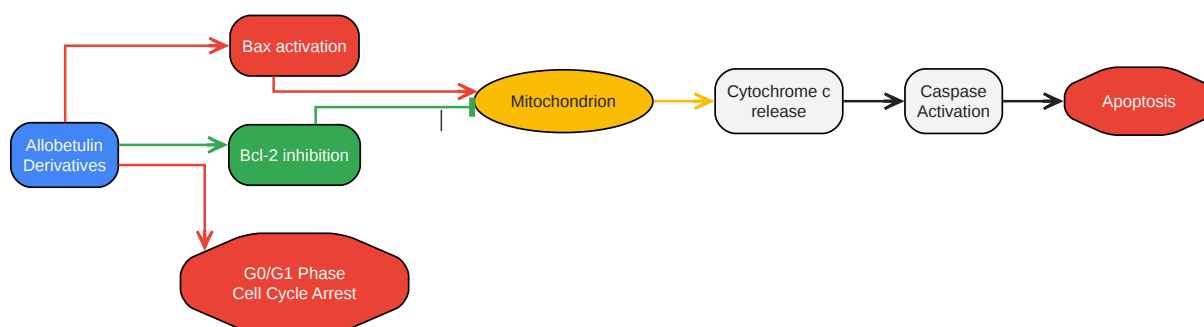 Bax activation
Allobetulin
Derivatives
Bcl-2 inhibition
G0/G1 Phase
Cell Cycle Arrest
|
Mitochondrion
Cytochrome c
release
Caspase
Activation
Apoptosis